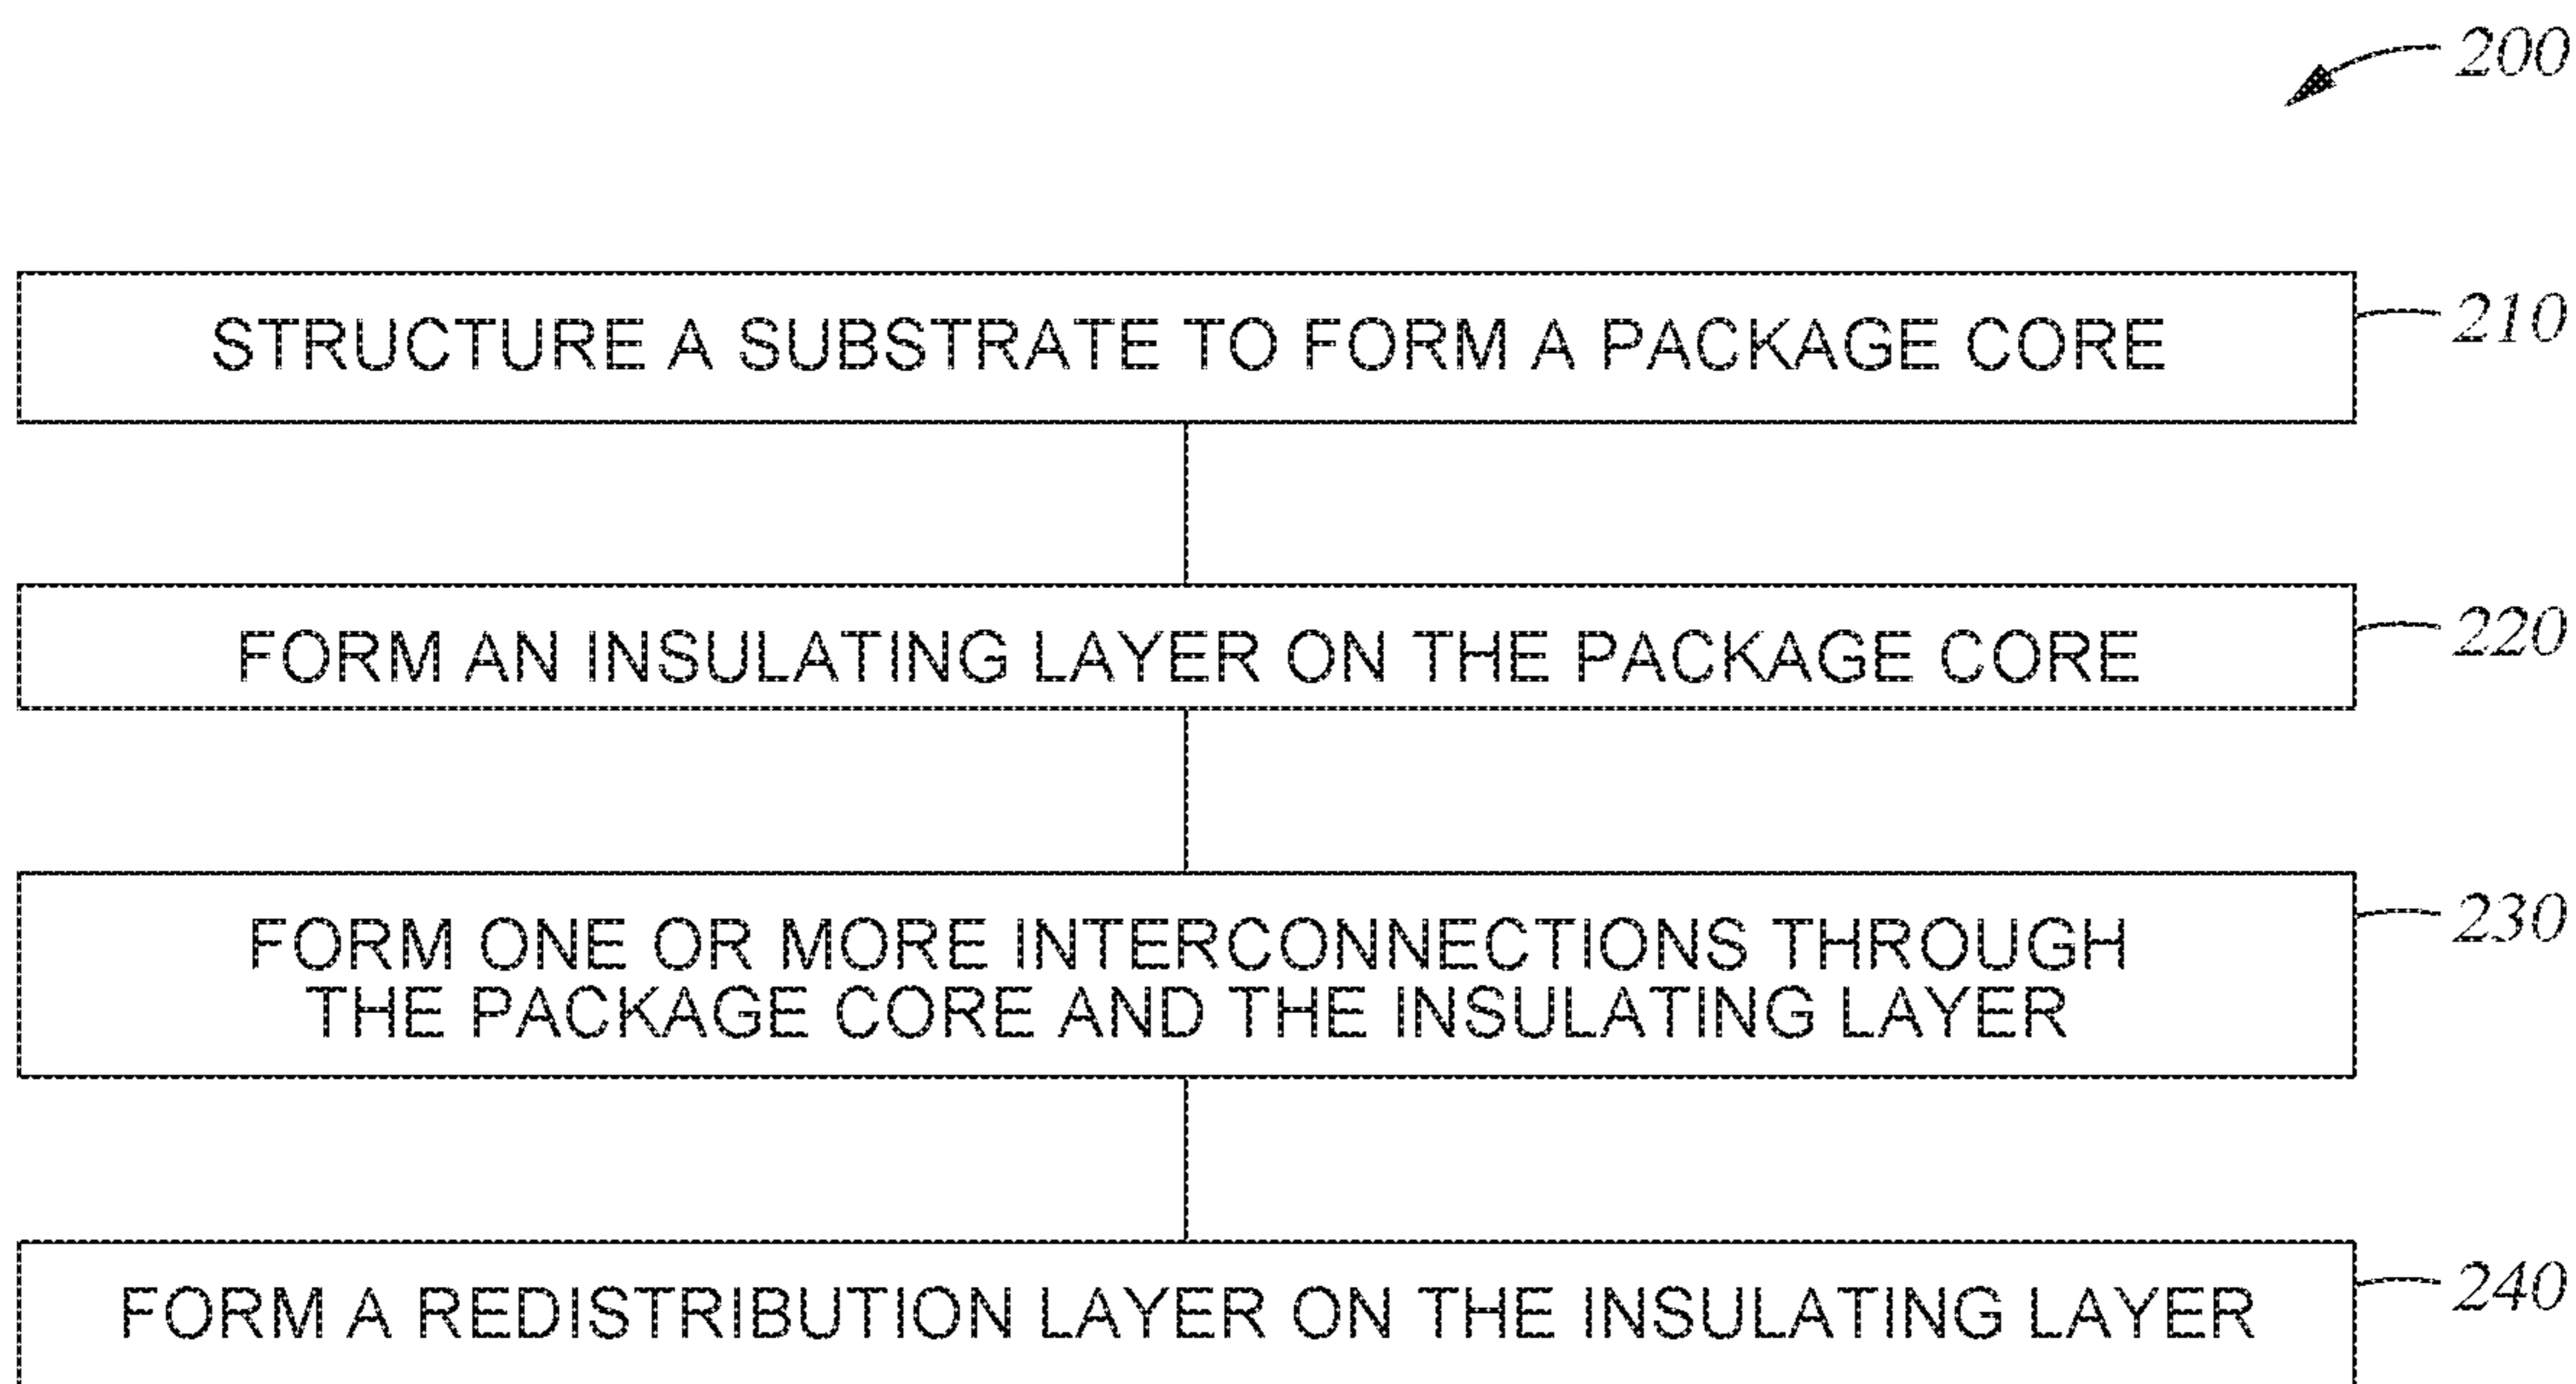 200
STRUCTURE A SUBSTRATE TO FORM A PACKAGE CORE
210
FORM AN INSULATING LAYER ON THE PACKAGE CORE
220
FORM ONE OR MORE INTERCONNECTIONS THROUGH
THE PACKAGE CORE AND THE INSULATING LAYER
230
FORM A REDISTRIBUTION LAYER ON THE INSULATING LAYER
240